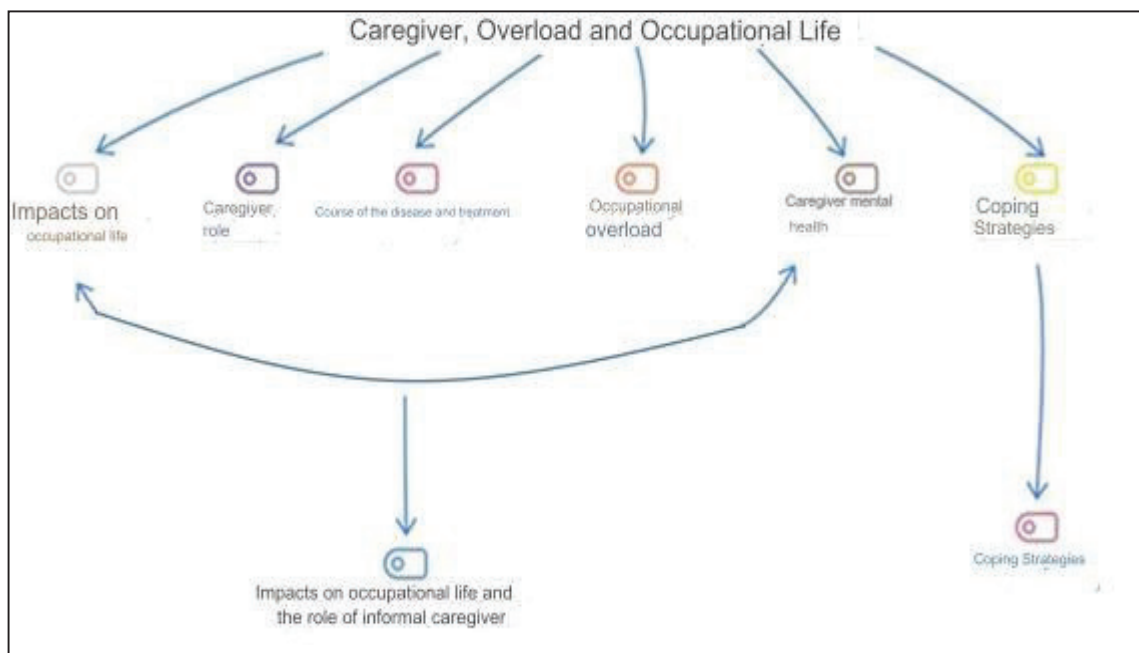 Caregiver, Overload and Occupational Life
Impacts on
occupational life
Caregiver
role
Course of the disease and treatment
Occupational
overload
Caregiver mental
health
Coping
Strategies
Coping Strategies
Impacts on occupational life and
the role of informal caregiver